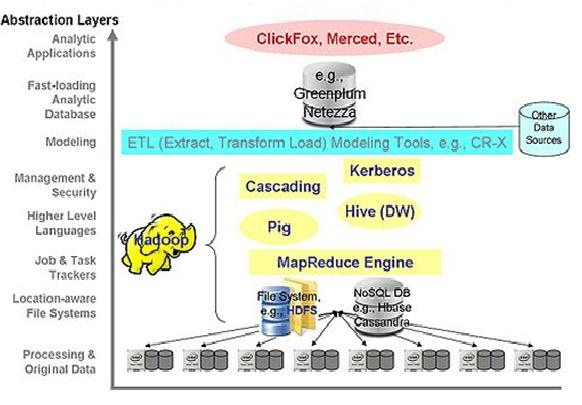 Abstraction Layers
Analytic
Applications
ClickFox, Merced, Etc.
Fast-loading
Analytic
Database
e.g.,
Greenplum
Netezza
Other
Data
Sources
Modeling
ETL (Extract, Transform Load) Modeling Tools, e.g., CR-X
Management &
Security
Kerberos
Cascading
Higher Level
Languages
Hive (DW)
Pig
Hadoop
Job & Task
Trackers
MapReduce Engine
Location-aware
File Systems
File System,
e.g., HDFS
NoSQL DB
e.g., Hbase
Cassandra
Processing &
Original Data